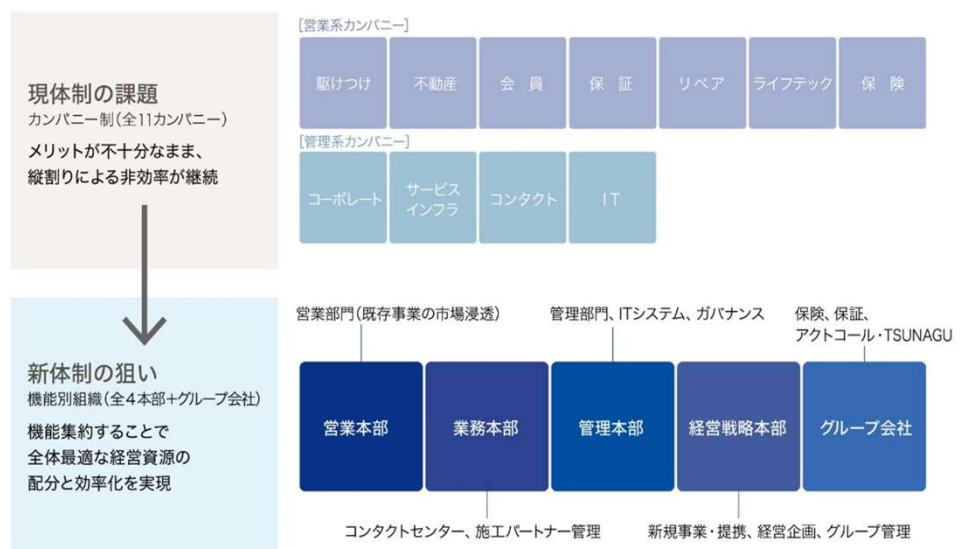 現体制の課題
カンパニー制(全11カンパニー)
メリットが不十分なまま、
縦割りによる非効率が継続
[営業系カンパニー]
駆けつけ
不動産
会員
保証
リペア
ライフテック
保険
[管理系カンパニー]
コーポレート
サービス
インフラ
コンタクト
IT
新体制の狙い
機能別組織(全4本部+グループ会社)
機能集約することで
全体最適な経営資源の
配分と効率化を実現
営業部門(既存事業の市場浸透)
管理部門、ITシステム、ガバナンス
保険、保証、
アクトコール・TSUNAGU
営業本部
業務本部
管理本部
経営戦略本部
グループ会社
コンタクトセンター、施工パートナー管理
新規事業・提携、経営企画、グループ管理